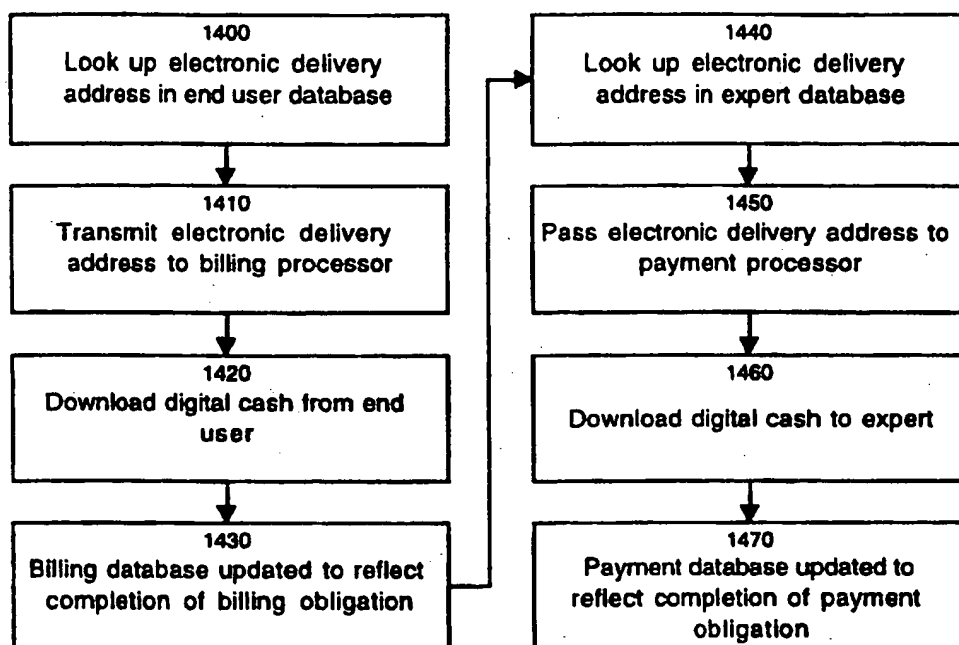 1400
Look up electronic delivery
address in end user database
1410
Transmit electronic delivery
address to billing processor
1420
Download digital cash from end
user
1430
Billing database updated to reflect
completion of billing obligation
1440
Look up electronic delivery
address in expert database
1450
Pass electronic delivery address to
payment processor
1460
Download digital cash to expert
1470
Payment database updated to
reflect completion of payment
obligation